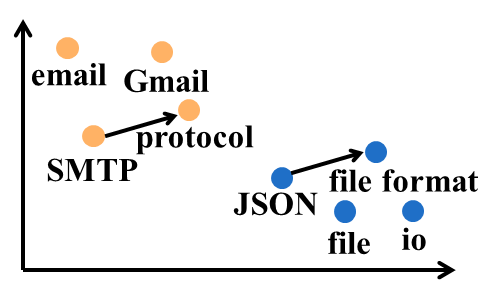 email
Gmail
protocol
SMTP
file format
JSON
file
io